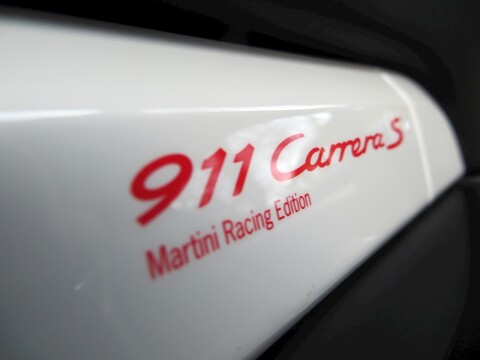 911 Carrera S
Martini Racing Edition